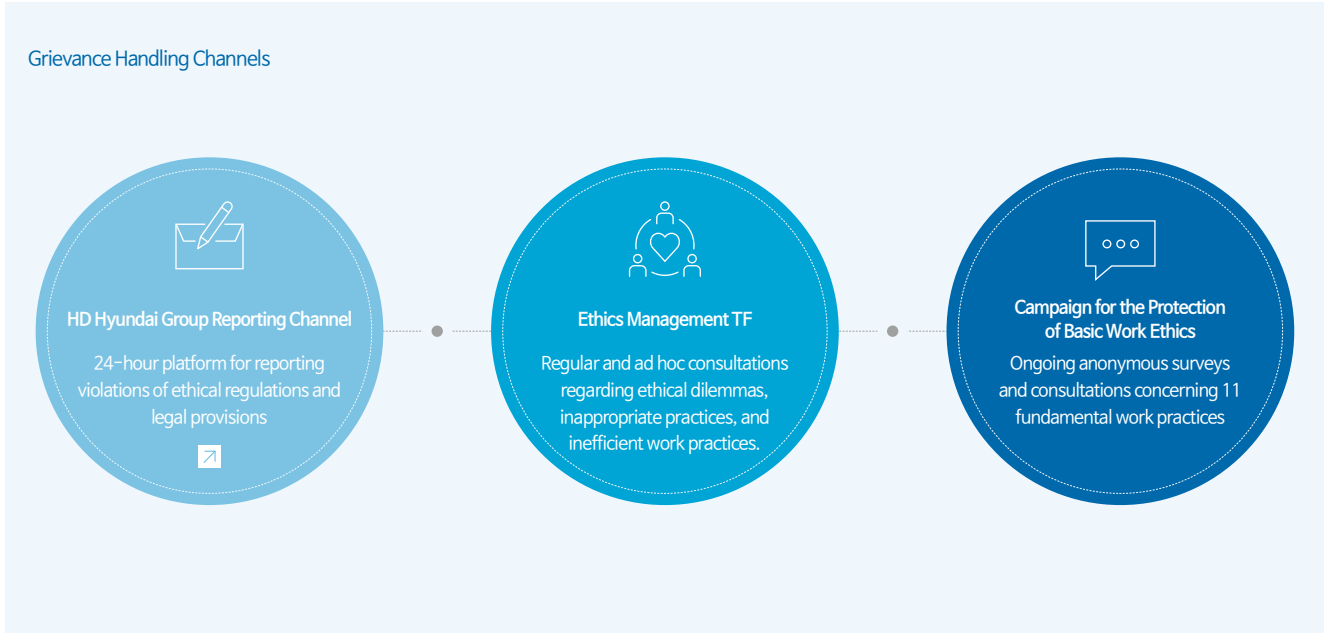 Grievance Handling Channels
HD Hyundai Group Reporting Channel
24-hour platform for reporting
violations of ethical regulations and
legal provisions
Ethics Management TF
Regular and ad hoc consultations
regarding ethical dilemmas,
inappropriate practices, and
inefficient work practices.
Campaign for the Protection
of Basic Work Ethics
Ongoing anonymous surveys
and consultations concerning 11
fundamental work practices